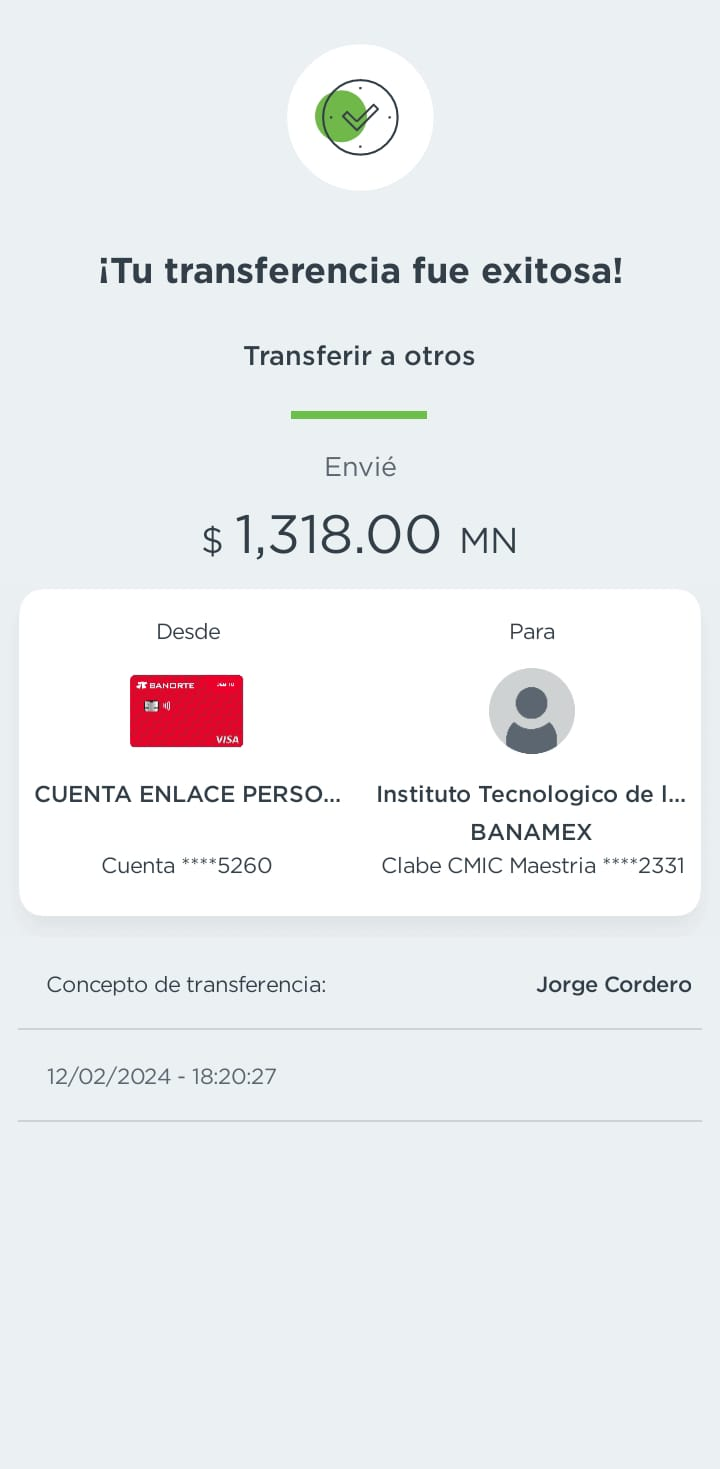 ¡Tu transferencia fue exitosa!
Transferir a otros
Envié
$ 1,318.00 MN
Desde
Para
BANORTE
VISA
CUENTA ENLACE PERSO...
Instituto Tecnologico de l...
BANAMEX
Cuenta ****5260
Clabe CMIC Maestria ****2331
Concepto de transferencia:
Jorge Cordero
12/02/2024 - 18:20:27